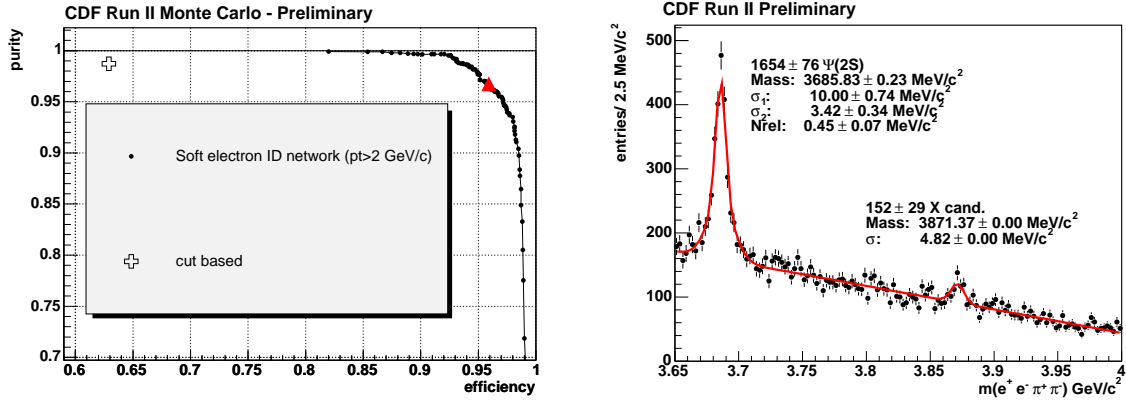 CDF Run II Monte Carlo - Preliminary
purity
1
0.95
0.9
0.85
0.8
0.75
0.7
Soft electron ID network (pt>2 GeV/c)
cut based
0.6 0.65 0.7 0.75 0.8 0.85 0.9 0.95 1
efficiency
CDF Run II Preliminary
entries/ 2.5 MeV/c²
500
400
300
200
100
0
1654 ± 76 Ψ(2S)
Mass: 3685.83 ± 0.23 MeV/c²
σ₁: 10.00 ± 0.74 MeV/c²
σ₂: 3.42 ± 0.34 MeV/c²
Nrel: 0.45 ± 0.07 MeV/c²
152 ± 29 X cand.
Mass: 3871.37 ± 0.00 MeV/c²
σ: 4.82 ± 0.00 MeV/c²
3.65 3.7 3.75 3.8 3.85 3.9 3.95 4
m(e⁺ e⁻ π⁺ π⁻) GeV/c²